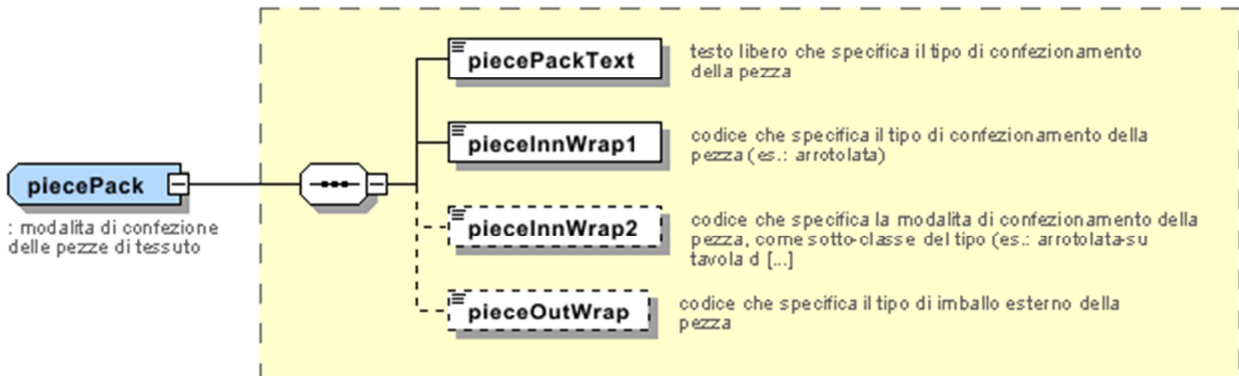 piecePackText
testo libero che specifica il tipo di confezionamento
della pezza
pieceInnWrap1
codice che specifica il tipo di confezionamento della
pezza (es.: arrotolata)
piecePack
: modalita di confezione
delle pezze di tessuto
pieceInnWrap2
codice che specifica la modalita di confezionamento della
pezza, come sotto-classe del tipo (es.: arrotolata-su
tavola d [...]
pieceOutWrap
codice che specifica il tipo di imballo esterno della
pezza